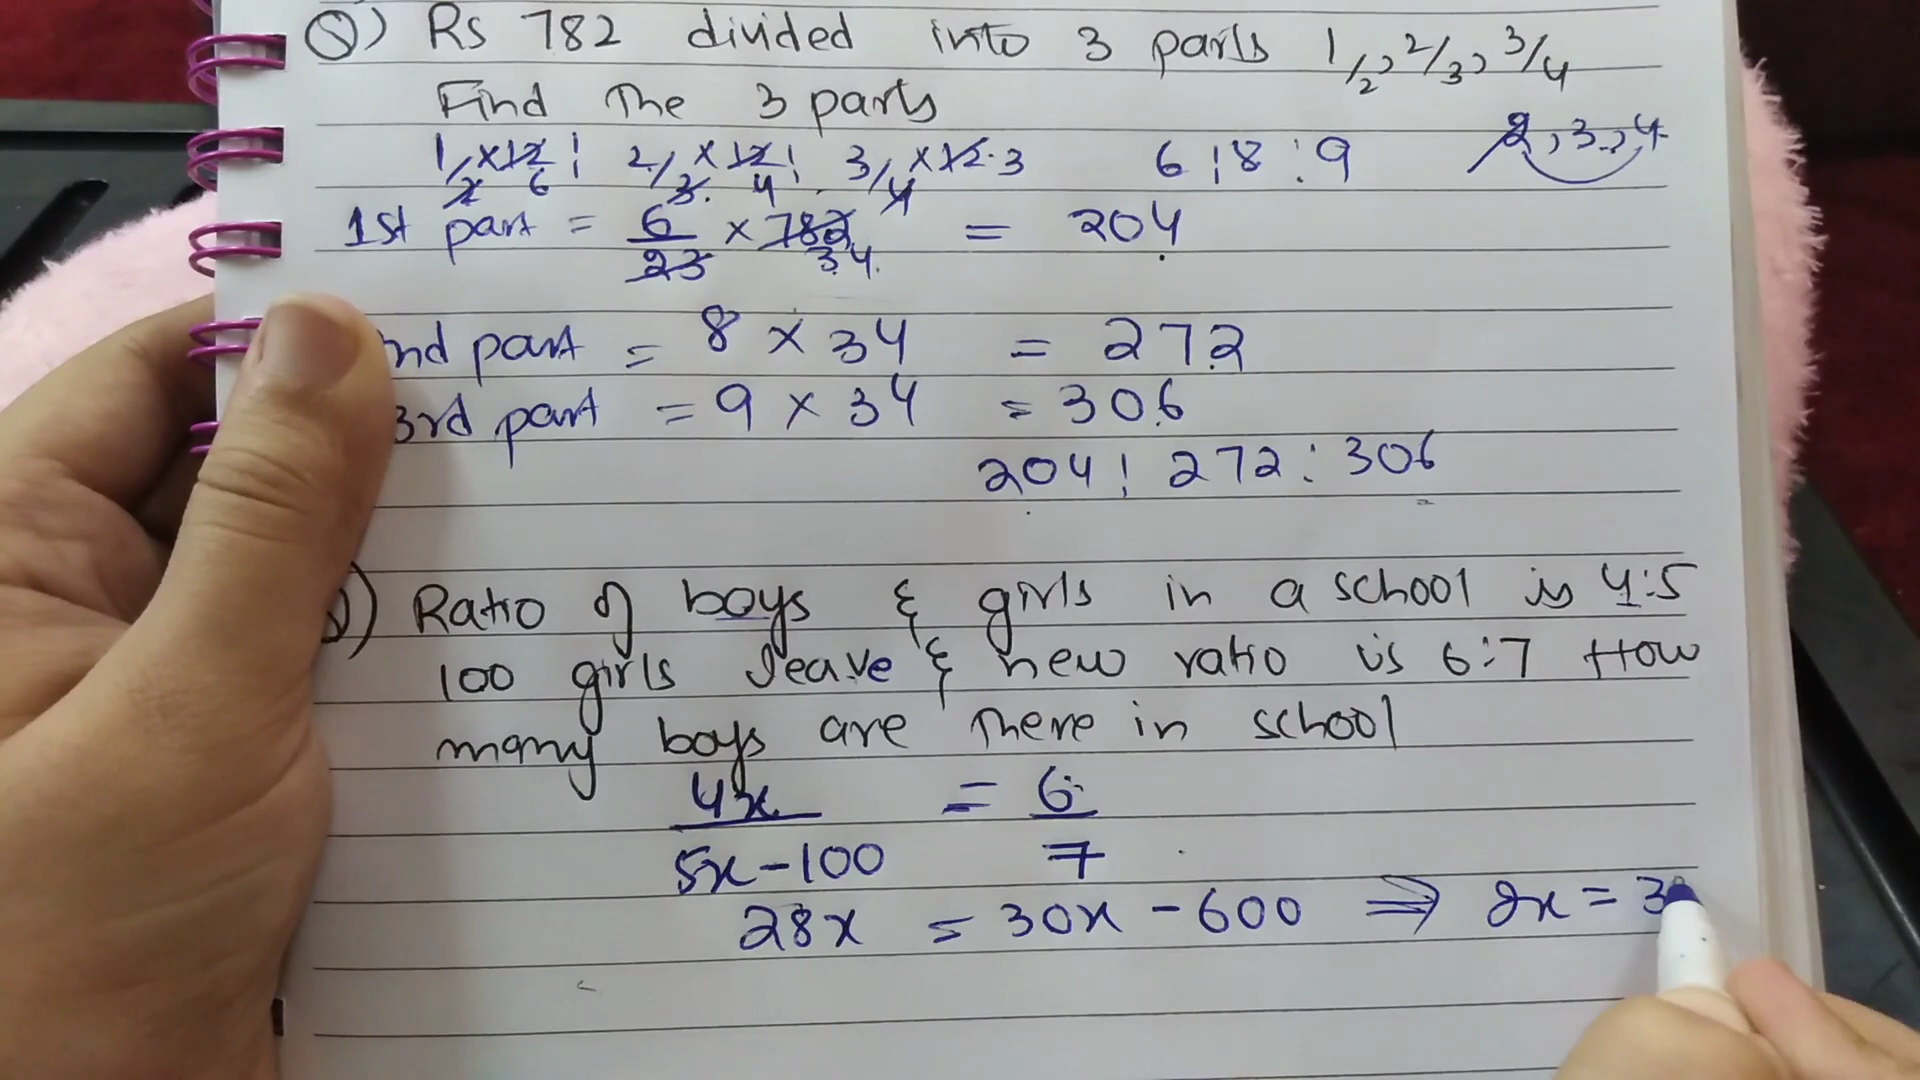 Q) Rs 782 divided into 3 parts 1/2, 2/3, 3/4
Find the 3 parts
1/2 x 12 6 : 2/3 x 12 4 : 3/4 x 12 3 6 : 8 : 9 2, 3, 4
1st part = 6/23 x 782 34 = 204
nd part = 8 x 34 = 272
3rd part = 9 x 34 = 306
204 : 272 : 306
) Ratio of boys & girls in a school is 4:5
100 girls leave & new ratio is 6:7 How
many boys are there in school
4x/5x-100 = 6/7
28x = 30x - 600 ⇒ 2x = 3